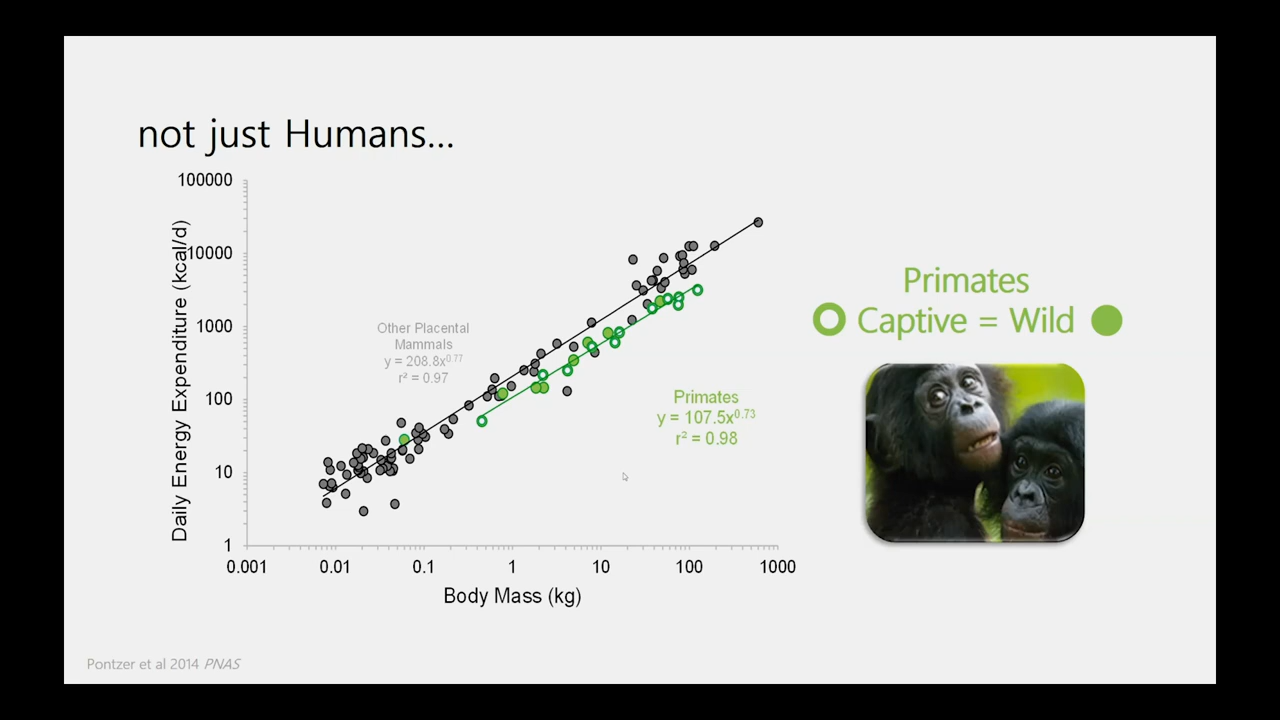 not just Humans...
100000
10000
1000
100
10
1
Daily Energy Expenditure (kcal/d)
0.001 0.01 0.1 1 10 100 1000
Body Mass (kg)
Other Placental
Mammals
y = 208.8x^0.77
r² = 0.97
Primates
y = 107.5x^0.73
r² = 0.98
Primates
Captive = Wild
Pontzer et al 2014 PNAS